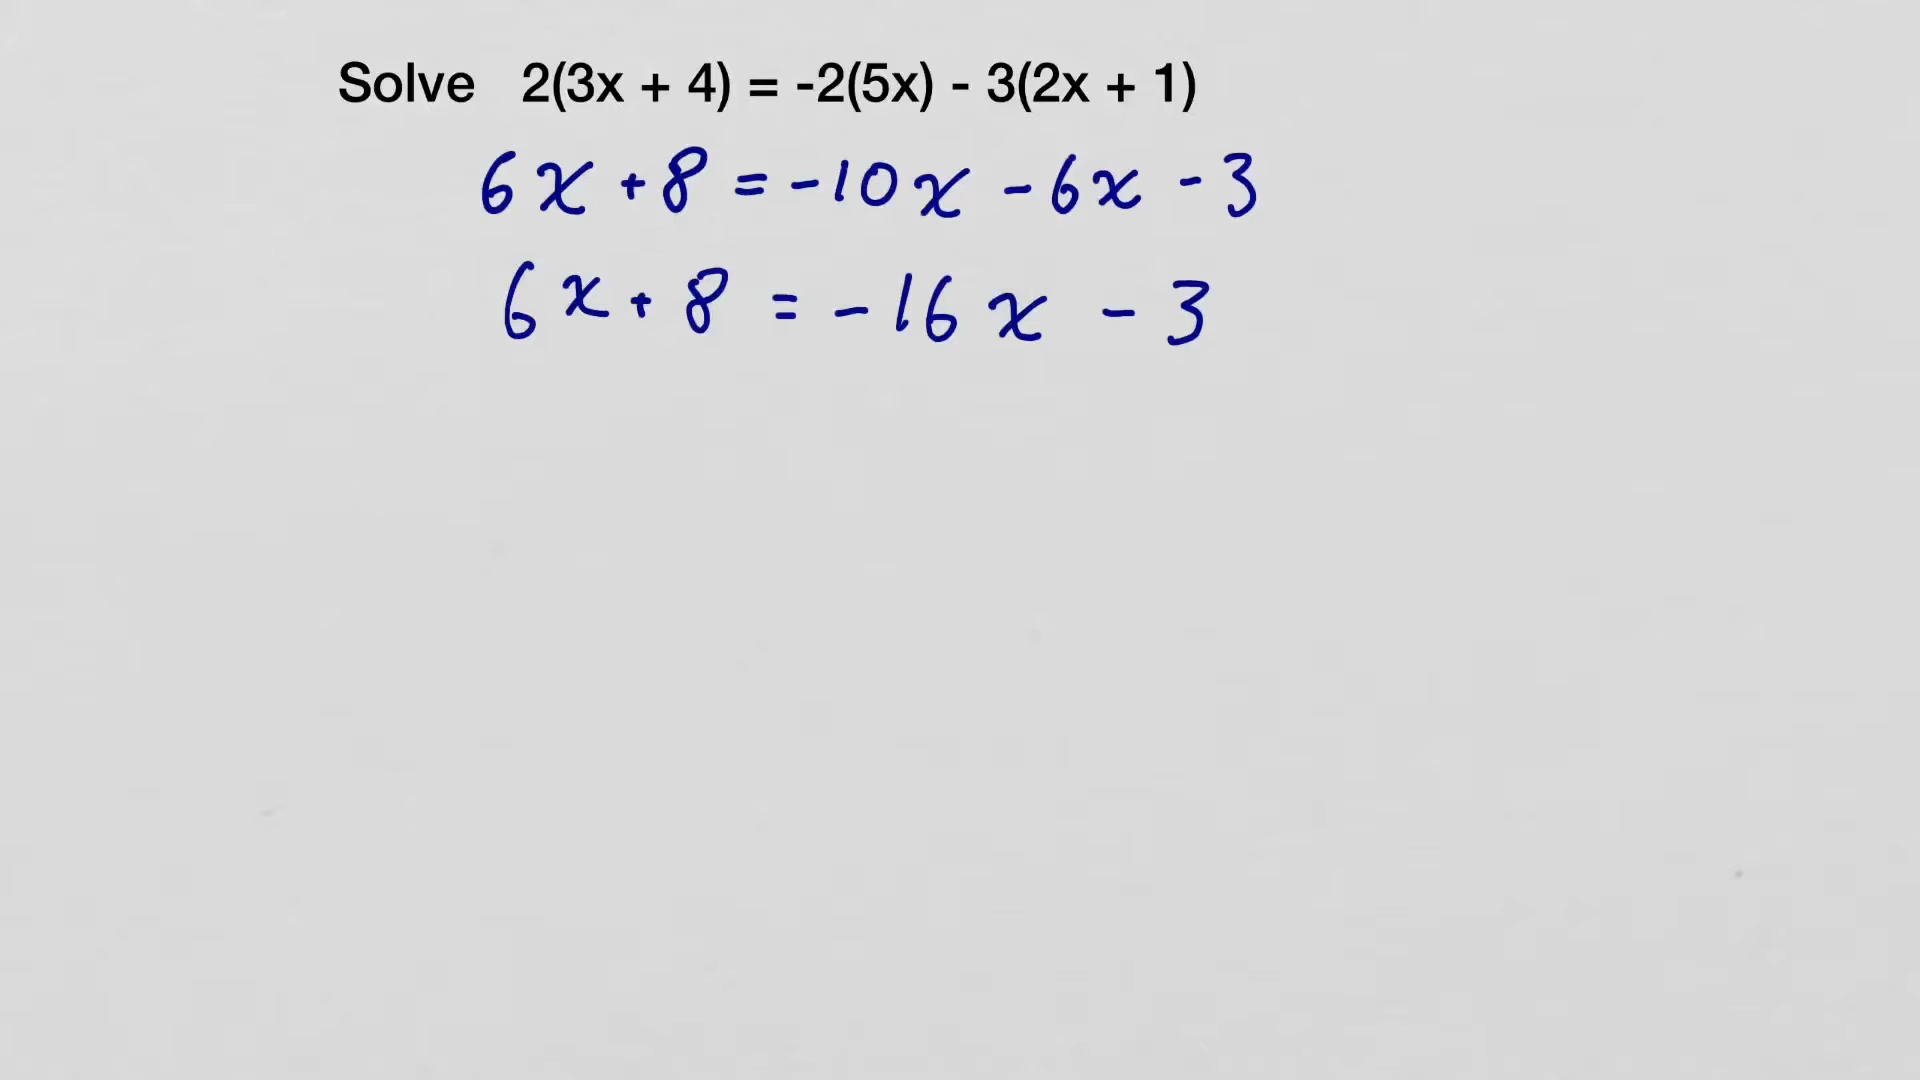 Solve 2(3x + 4) = -2(5x) - 3(2x + 1)
6x + 8 = -10x - 6x - 3
6x + 8 = -16x - 3